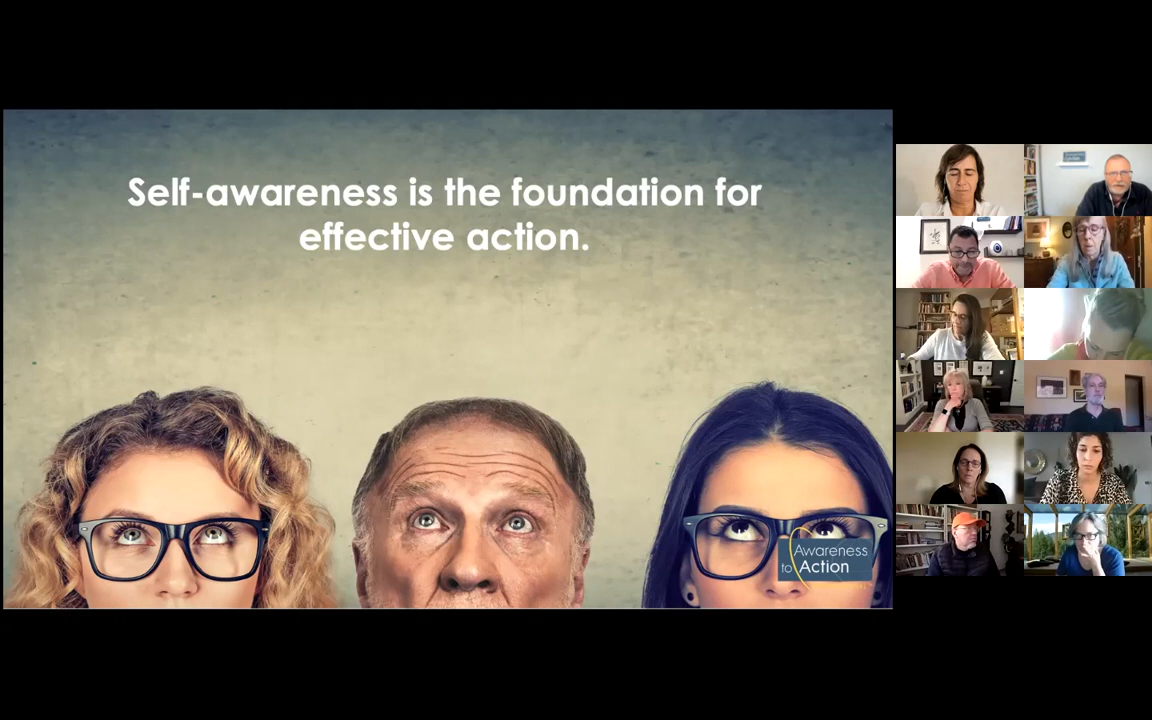 Self-awareness is the foundation for
effective action.
Awareness
to Action